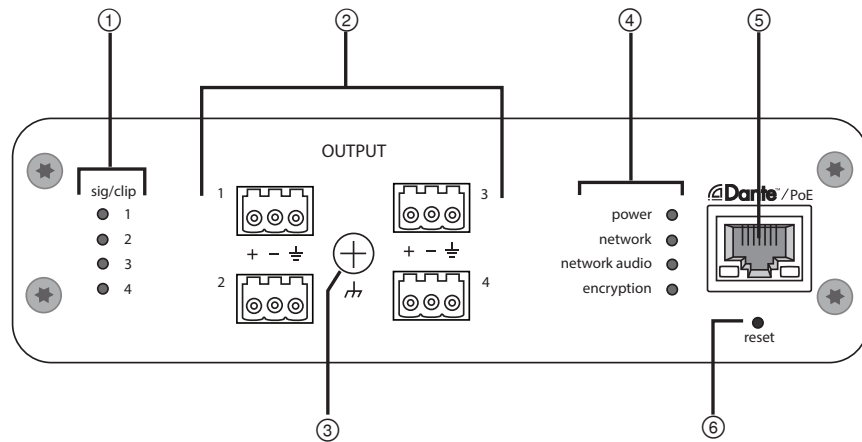 ① ② ④ ⑤
OUTPUT
sig/clip
1
2
3
4
1
3
+ −
+ −
2
4
power
network
network audio
encryption
Dante™/PoE
reset
③
⑥